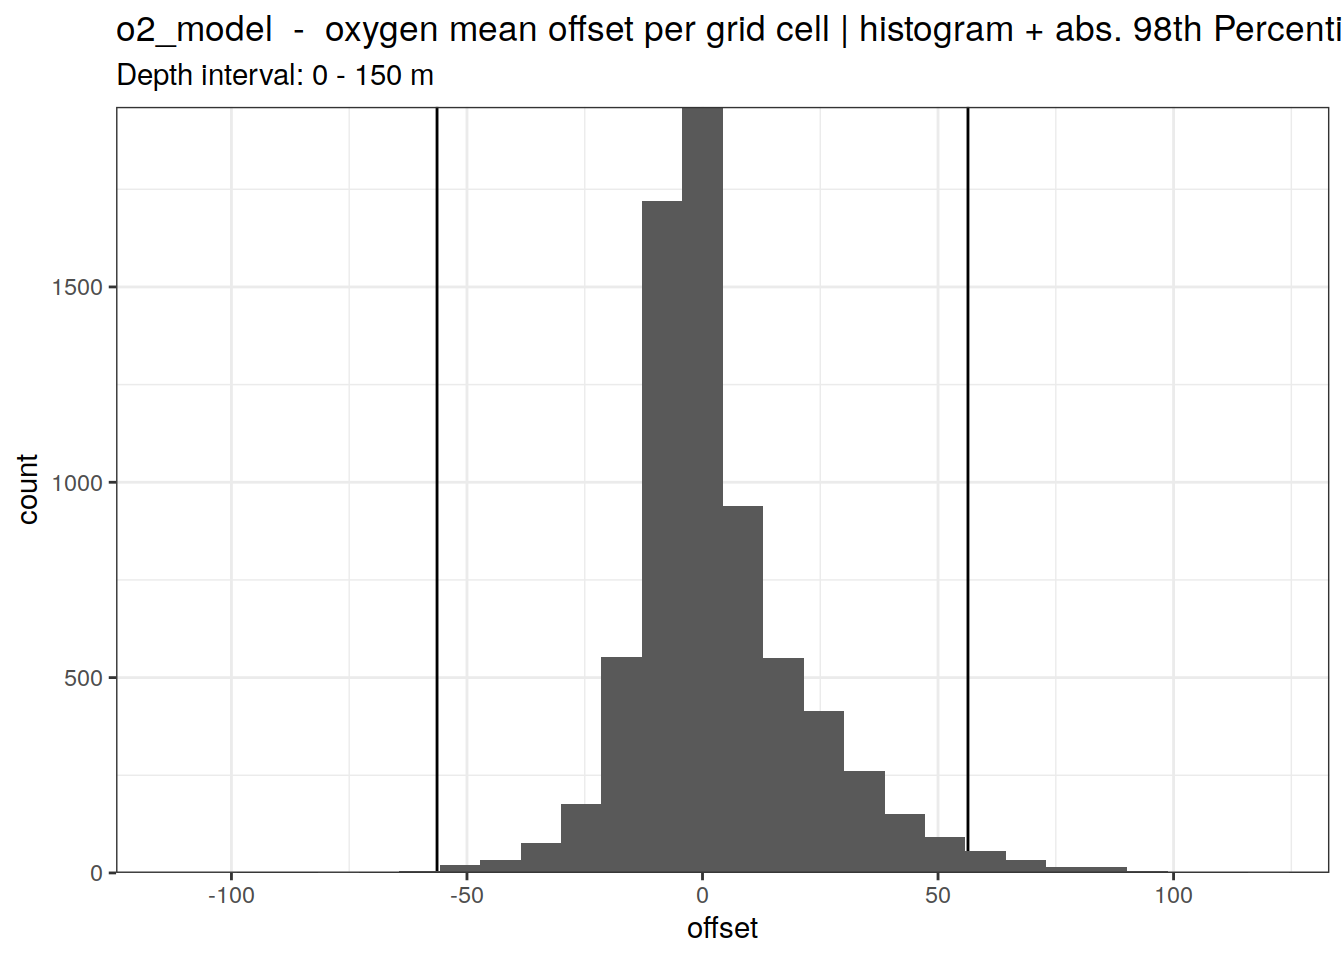 o2_model  -  oxygen mean offset per grid cell | histogram + abs. 98th Percenti
Depth interval: 0 - 150 m
1500
1000
500
0
count
-100
-50
0
50
100
offset